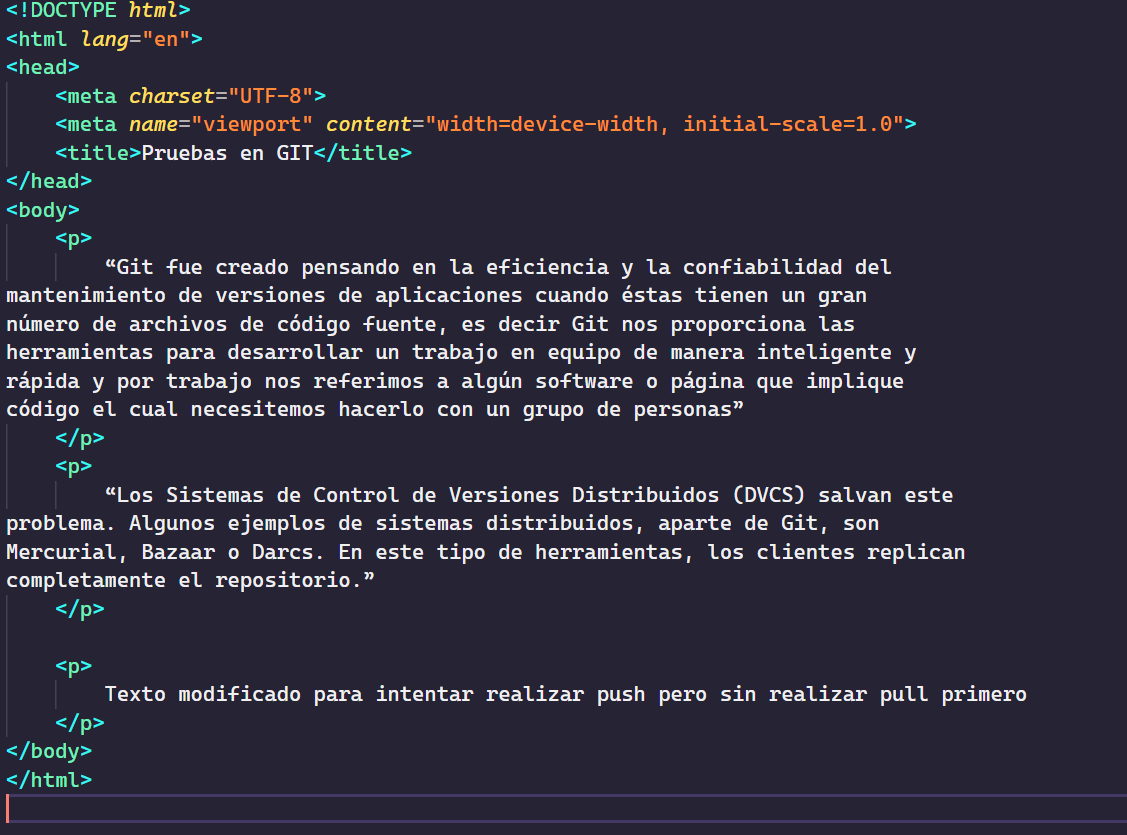 <!DOCTYPE html>
<html lang="en">
<head>
    <meta charset="UTF-8">
    <meta name="viewport" content="width=device-width, initial-scale=1.0">
    <title>Pruebas en GIT</title>
</head>
<body>
    <p>
        “Git fue creado pensando en la eficiencia y la confiabilidad del
mantenimiento de versiones de aplicaciones cuando éstas tienen un gran
número de archivos de código fuente, es decir Git nos proporciona las
herramientas para desarrollar un trabajo en equipo de manera inteligente y
rápida y por trabajo nos referimos a algún software o página que implique
código el cual necesitemos hacerlo con un grupo de personas”
    </p>
    <p>
        “Los Sistemas de Control de Versiones Distribuidos (DVCS) salvan este
problema. Algunos ejemplos de sistemas distribuidos, aparte de Git, son
Mercurial, Bazaar o Darcs. En este tipo de herramientas, los clientes replican
completamente el repositorio.”
    </p>

    <p>
        Texto modificado para intentar realizar push pero sin realizar pull primero
    </p>
</body>
</html>